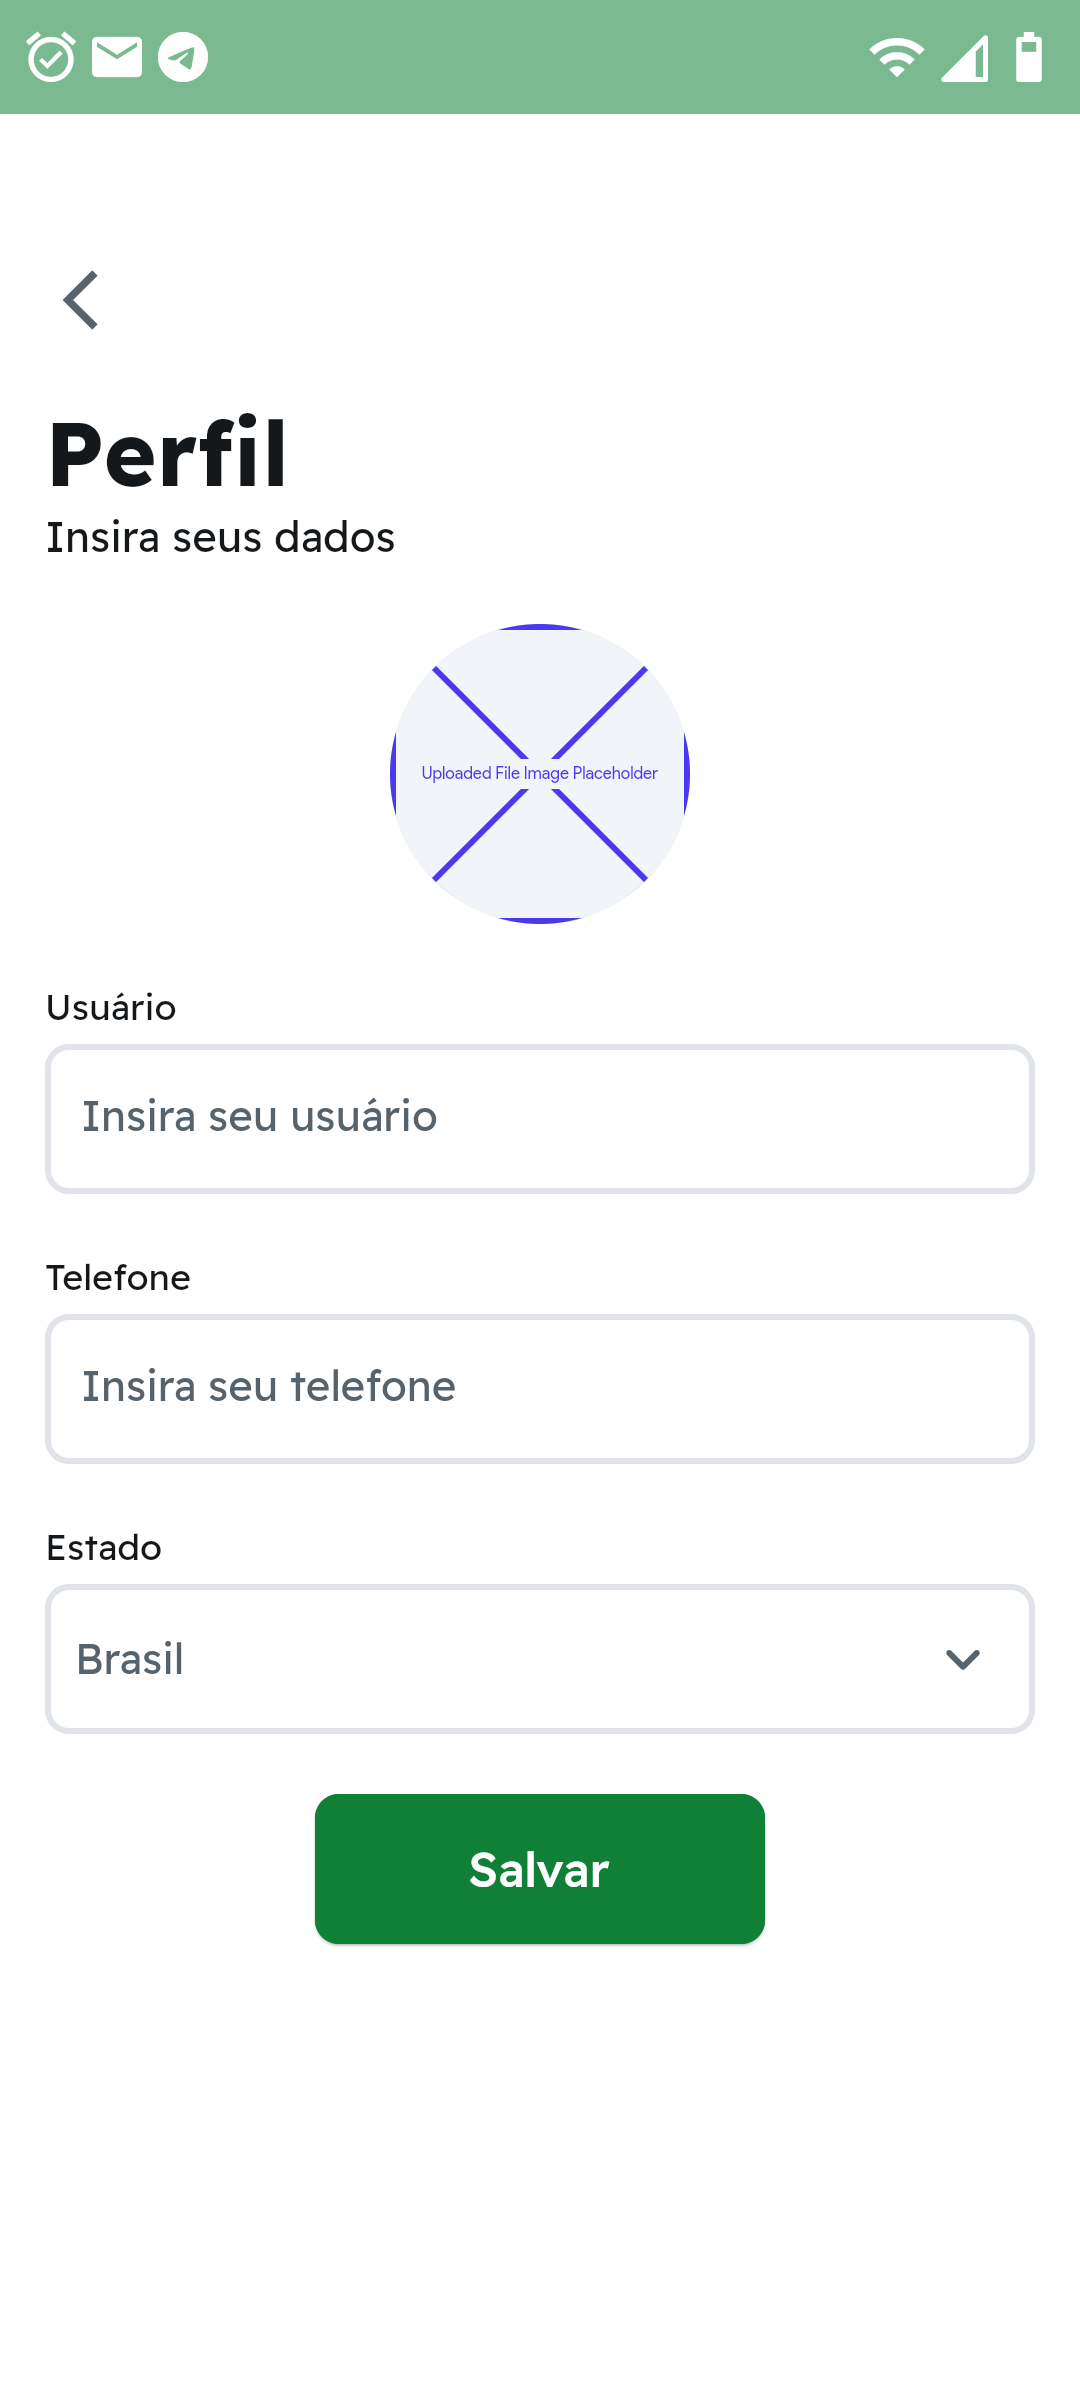 Perfil
Insira seus dados
Uploaded File Image Placeholder
Usuário
Insira seu usuário
Telefone
Insira seu telefone
Estado
Brasil
Salvar